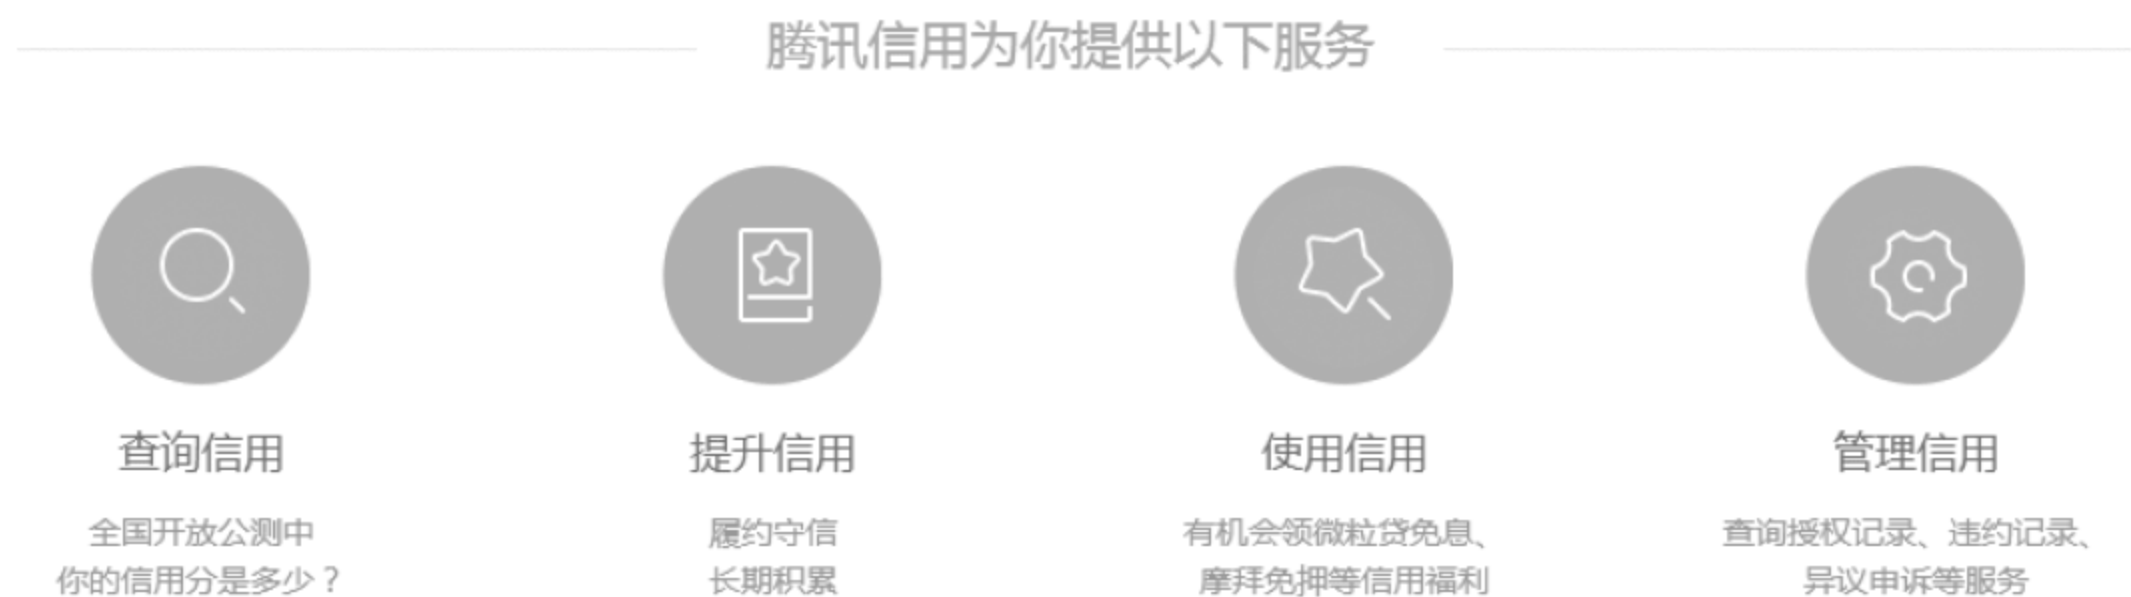 腾讯信用为你提供以下服务
查询信用
全国开放公测中
你的信用分是多少？
提升信用
履约守信
长期积累
使用信用
有机会领微粒贷免息、
摩拜免押等信用福利
管理信用
查询授权记录、违约记录、
异议申诉等服务